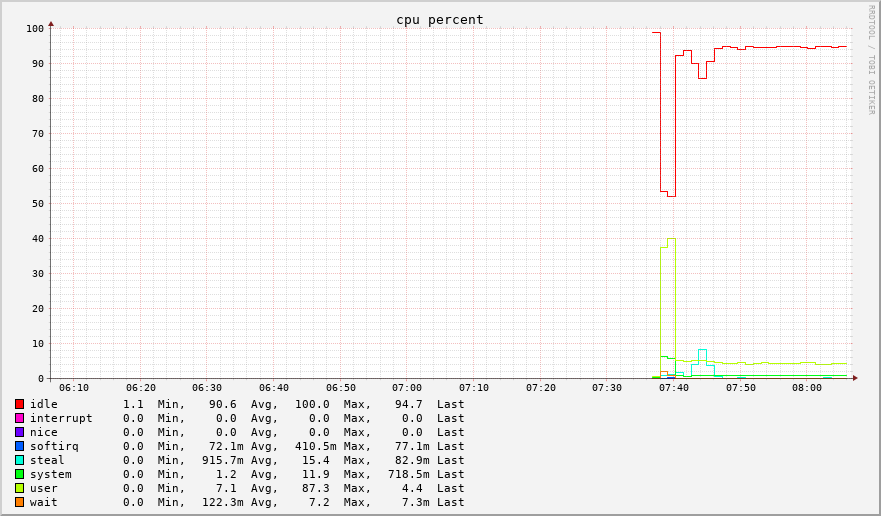 cpu percent
RRDTOOL / TOBI OETIKER
100
90
80
70
60
50
40
30
20
10
0
06:10 06:20 06:30 06:40 06:50 07:00 07:10 07:20 07:30 07:40 07:50 08:00
idle 1.1 Min, 90.6 Avg, 100.0 Max, 94.7 Last
interrupt 0.0 Min, 0.0 Avg, 0.0 Max, 0.0 Last
nice 0.0 Min, 0.0 Avg, 0.0 Max, 0.0 Last
softirq 0.0 Min, 72.1m Avg, 410.5m Max, 77.1m Last
steal 0.0 Min, 915.7m Avg, 15.4 Max, 82.9m Last
system 0.0 Min, 1.2 Avg, 11.9 Max, 718.5m Last
user 0.0 Min, 7.1 Avg, 87.3 Max, 4.4 Last
wait 0.0 Min, 122.3m Avg, 7.2 Max, 7.3m Last